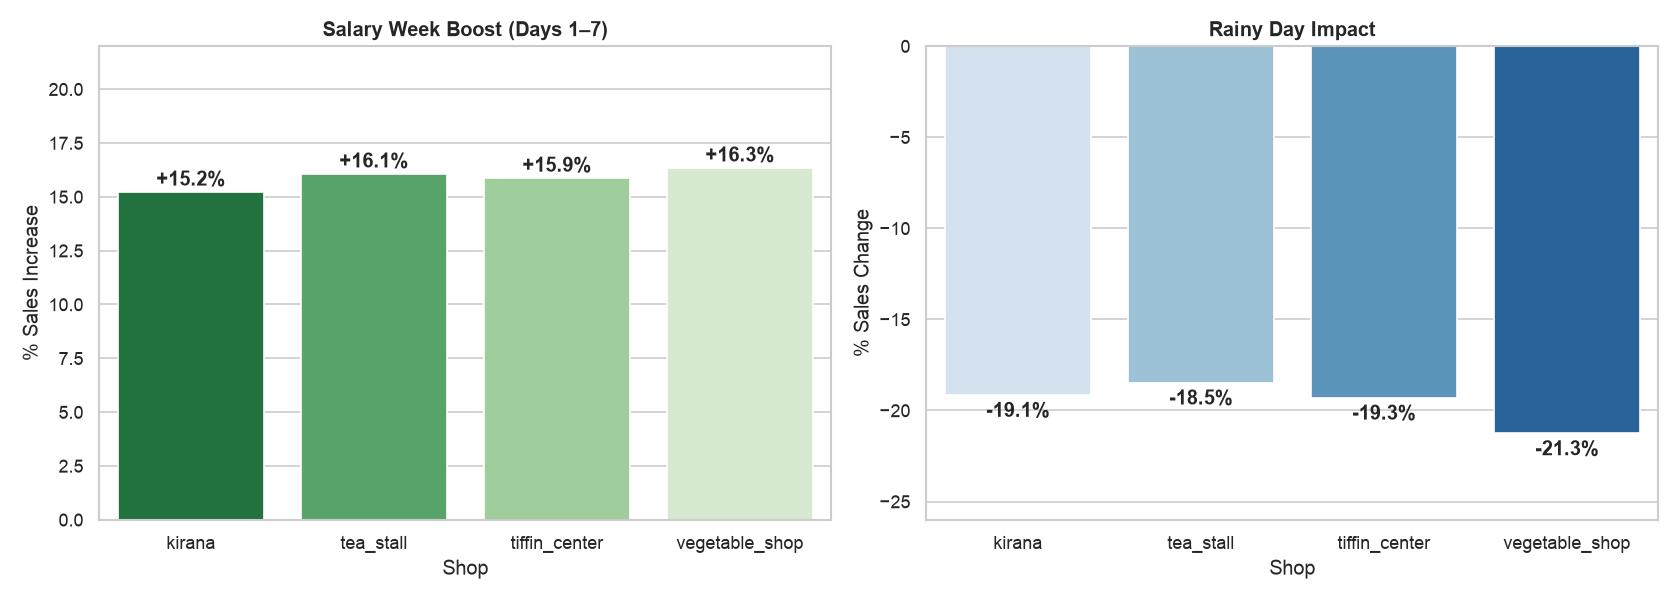 Salary Week Boost (Days 1–7)
% Sales Increase
20.0
17.5
15.0
12.5
10.0
7.5
5.0
2.5
0.0
+15.2%
+16.1%
+15.9%
+16.3%
kirana
tea_stall
tiffin_center
vegetable_shop
Shop
Rainy Day Impact
% Sales Change
0
−5
−10
−15
−20
−25
-19.1%
-18.5%
-19.3%
-21.3%
kirana
tea_stall
tiffin_center
vegetable_shop
Shop